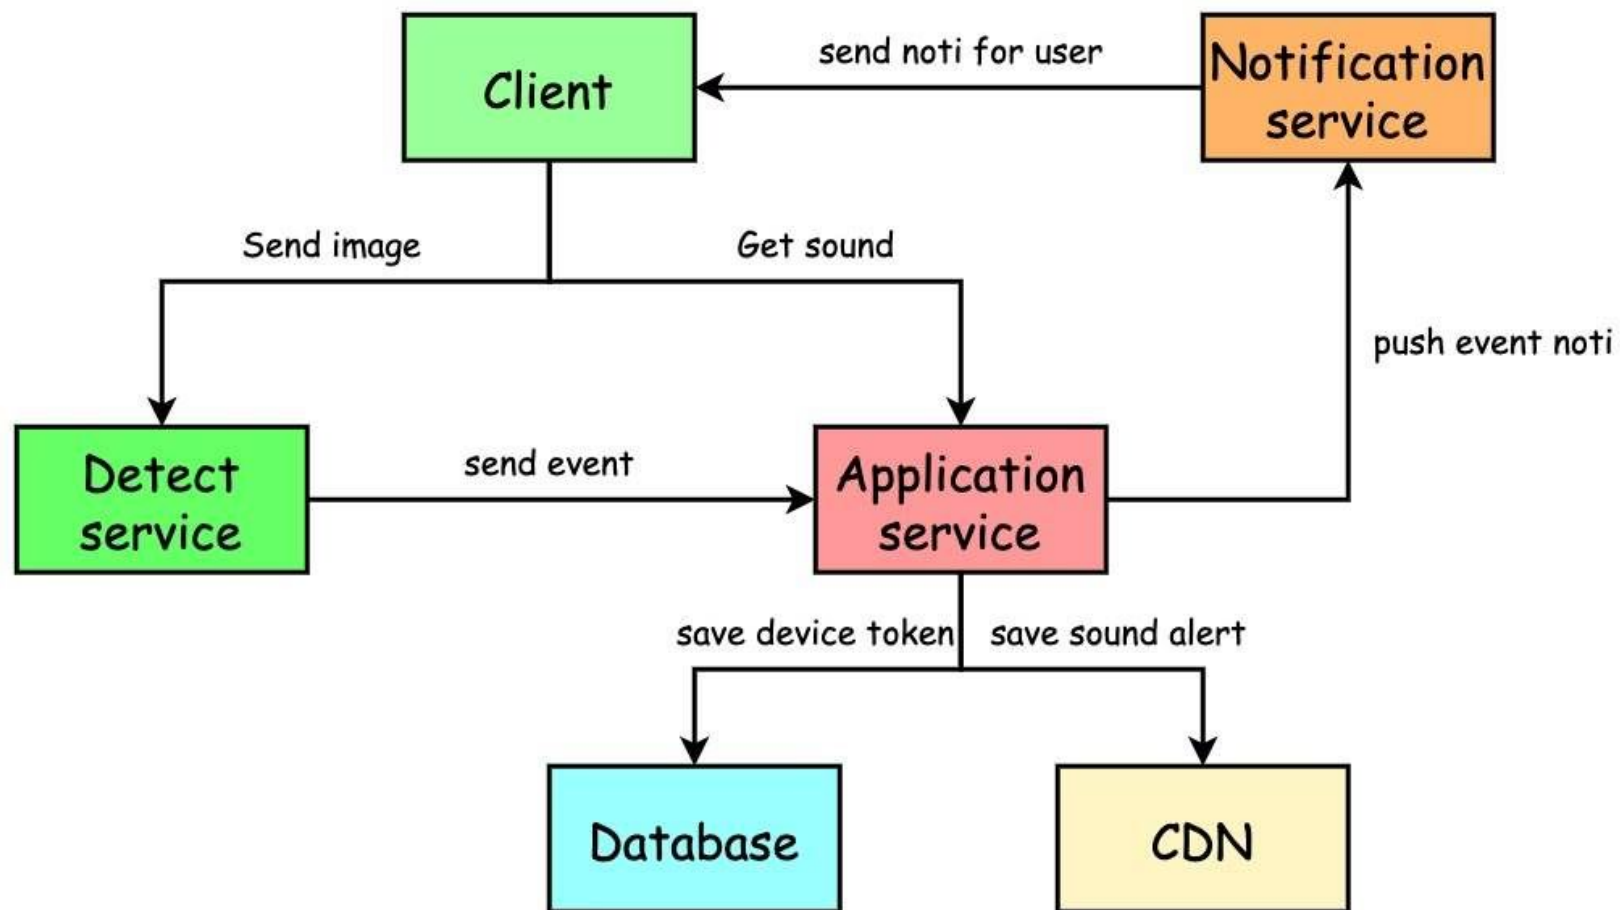 send noti for user
Client
Notification
service
Send image
Get sound
push event noti
Detect
service
send event
Application
service
save device token
save sound alert
Database
CDN